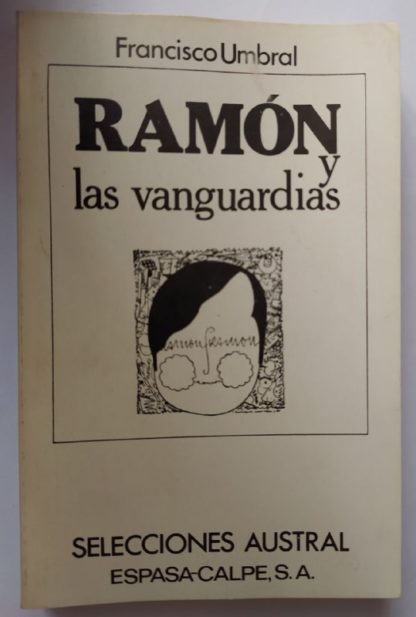 Francisco Umbral
RAMÓN
y
las vanguardias
SELECCIONES AUSTRAL
ESPASA-CALPE, S. A.